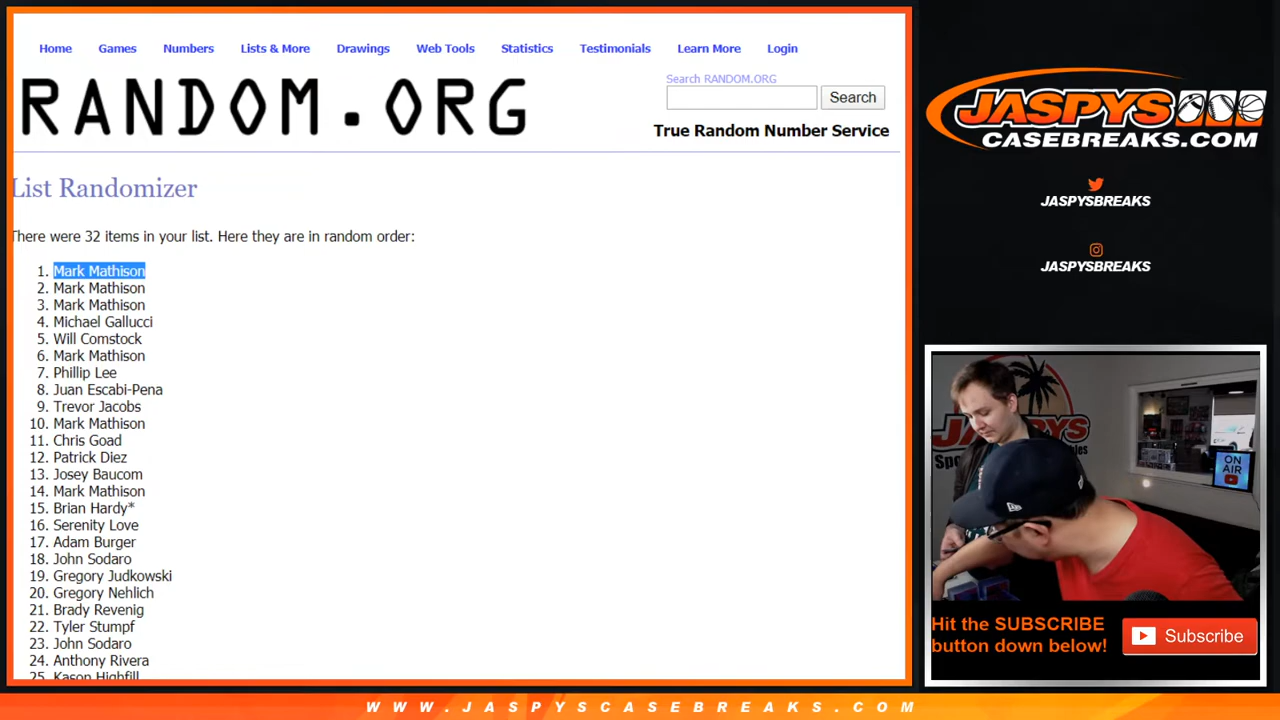 Home Games Numbers Lists & More Drawings Web Tools Statistics Testimonials Learn More Login
RANDOM.ORG
Search RANDOM.ORG
Search
True Random Number Service
List Randomizer
There were 32 items in your list. Here they are in random order:
1. Mark Mathison
2. Mark Mathison
3. Mark Mathison
4. Michael Gallucci
5. Will Comstock
6. Mark Mathison
7. Phillip Lee
8. Juan Escabi-Pena
9. Trevor Jacobs
10. Mark Mathison
11. Chris Goad
12. Patrick Diez
13. Josey Baucom
14. Mark Mathison
15. Brian Hardy*
16. Serenity Love
17. Adam Burger
18. John Sodaro
19. Gregory Judkowski
20. Gregory Nehlich
21. Brady Revenig
22. Tyler Stumpf
23. John Sodaro
24. Anthony Rivera
25. Kason Highfill
JASPYS
CASEBREAKS.COM
JASPYSBREAKS
JASPYSBREAKS
JASPYS
ON
AIR
Hit the SUBSCRIBE
button down below!
Subscribe
WWW.JASPYSCASEBREAKS.COM